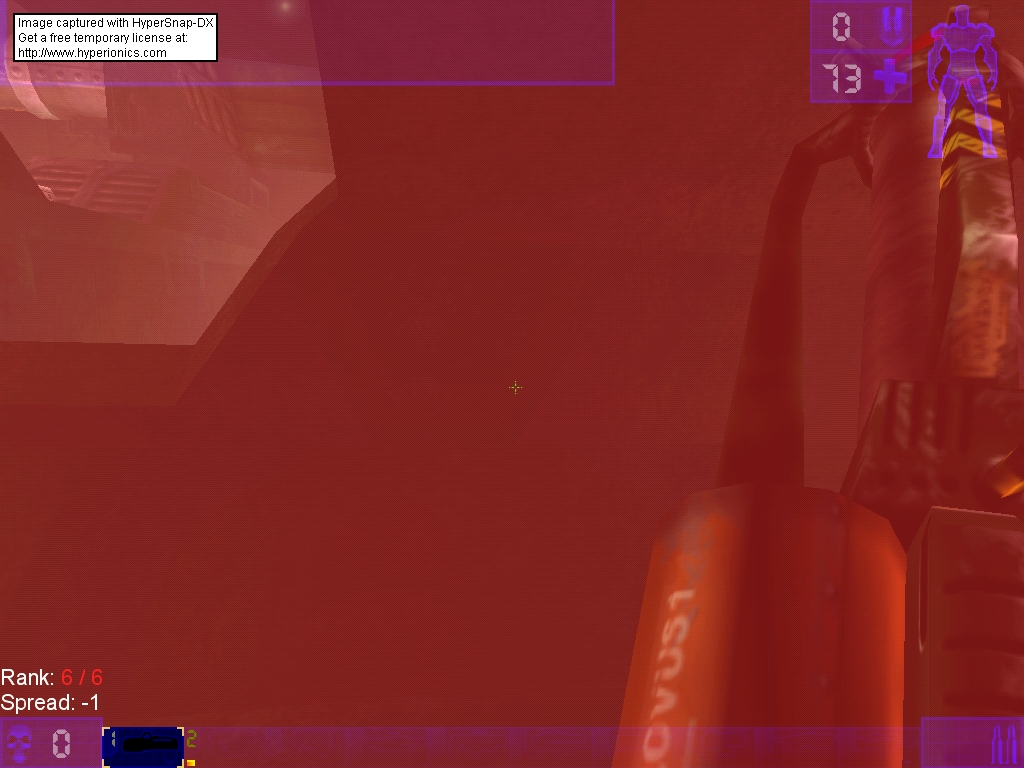 Image captured with HyperSnap-DX
Get a free temporary license at:
http://www.hyperionics.com
0
73
Rank: 6 / 6
Spread: -1
0
1
2